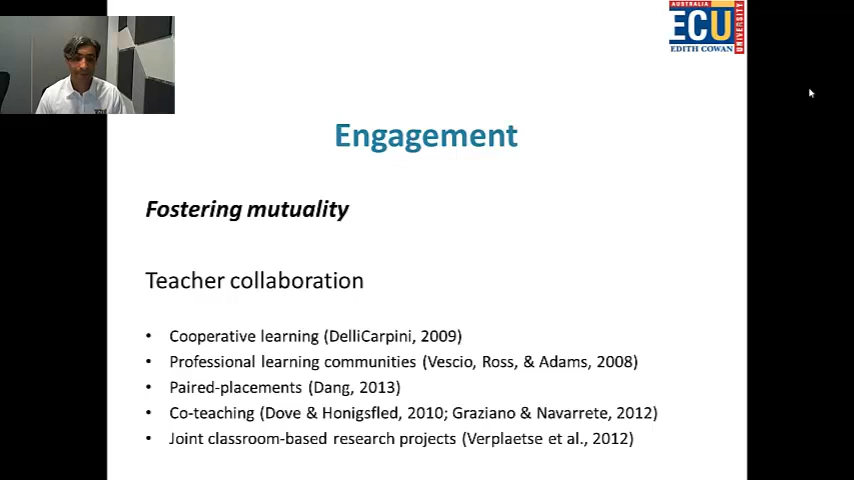 AUSTRALIA
ECU
EDITH COWAN
UNIVERSITY
Engagement
Fostering mutuality
Teacher collaboration
• Cooperative learning (DelliCarpini, 2009)
• Professional learning communities (Vescio, Ross, & Adams, 2008)
• Paired-placements (Dang, 2013)
• Co-teaching (Dove & Honigsfled, 2010; Graziano & Navarrete, 2012)
• Joint classroom-based research projects (Verplaetse et al., 2012)